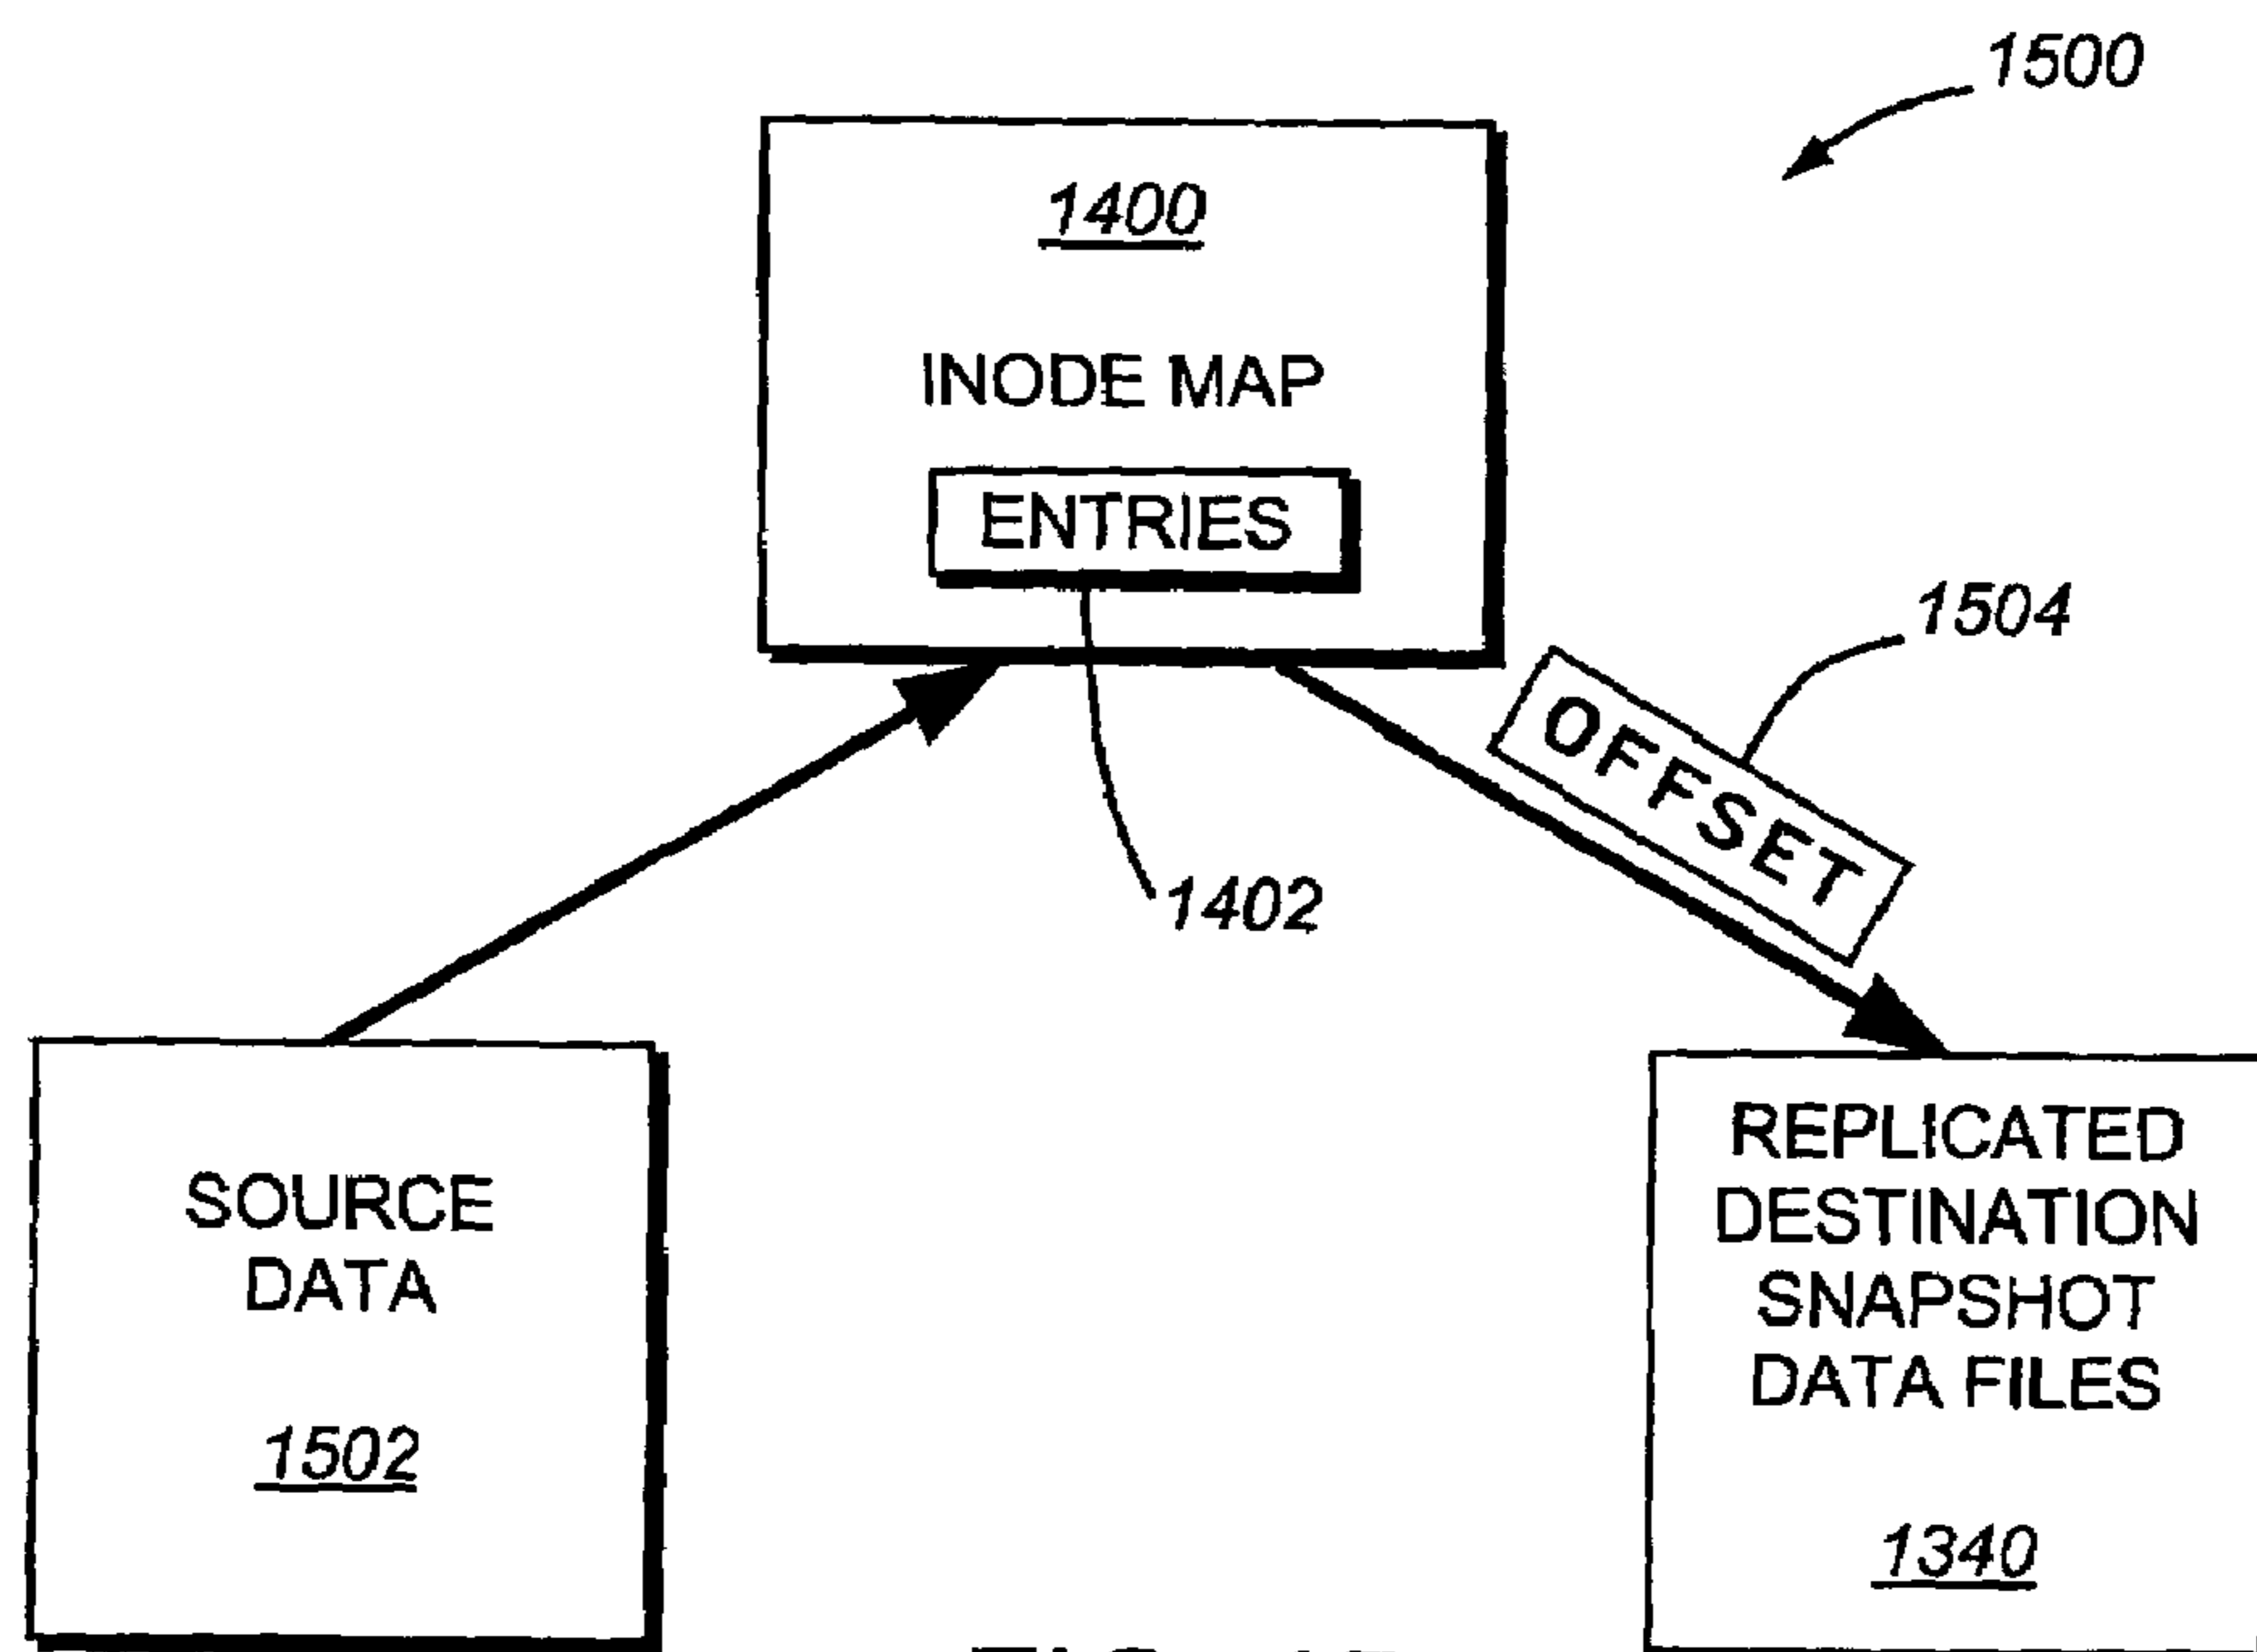 1500
1400
INODE MAP
ENTRIES
1504
OFFSET
1402
SOURCE
DATA
1502
REPLICATED
DESTINATION
SNAPSHOT
DATA FILES
1340